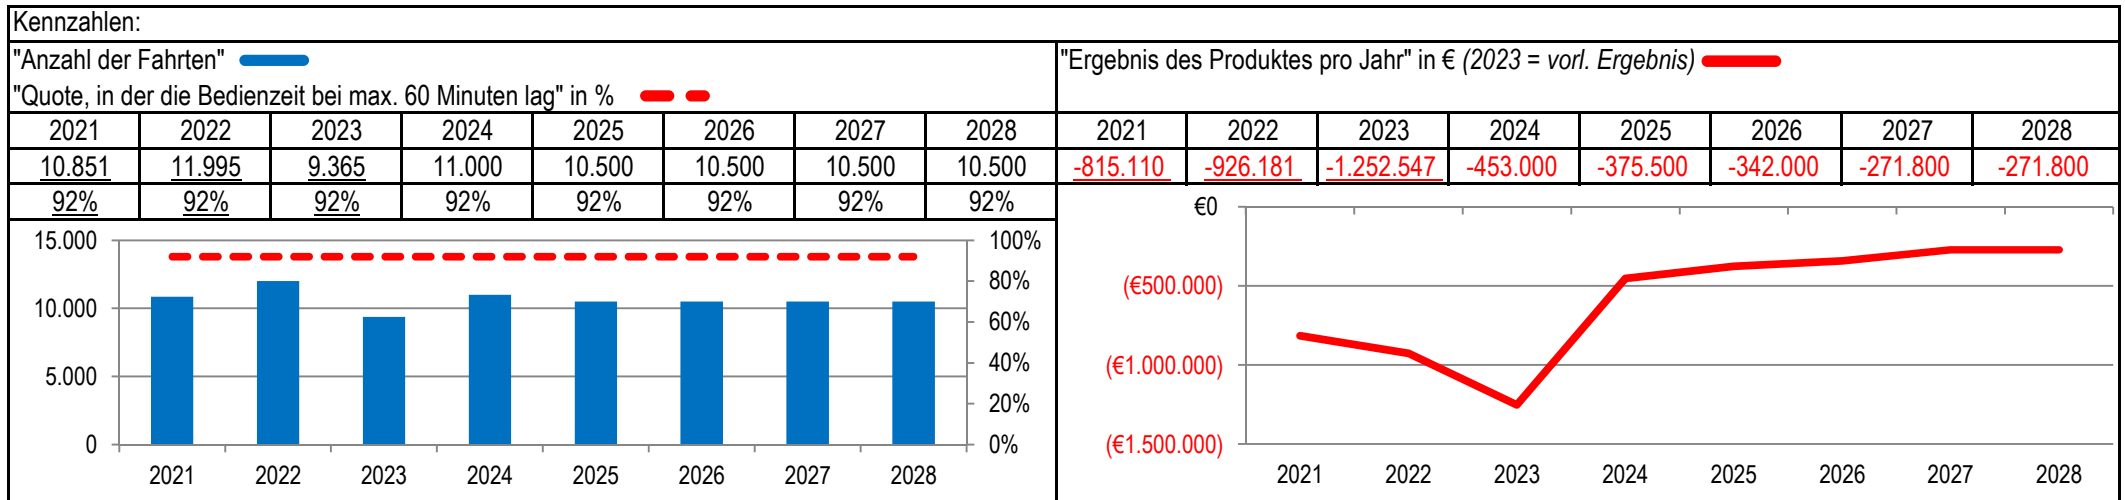 Kennzahlen:
"Anzahl der Fahrten"
"Quote, in der die Bedienzeit bei max. 60 Minuten lag" in %
2021 2022 2023 2024 2025 2026 2027 2028
10.851 11.995 9.365 11.000 10.500 10.500 10.500 10.500
92% 92% 92% 92% 92% 92% 92% 92%
15.000
10.000
5.000
0
100%
80%
60%
40%
20%
0%
2021 2022 2023 2024 2025 2026 2027 2028
"Ergebnis des Produktes pro Jahr" in € (2023 = vorl. Ergebnis)
2021 2022 2023 2024 2025 2026 2027 2028
-815.110 -926.181 -1.252.547 -453.000 -375.500 -342.000 -271.800 -271.800
€0
(€500.000)
(€1.000.000)
(€1.500.000)
2021 2022 2023 2024 2025 2026 2027 2028